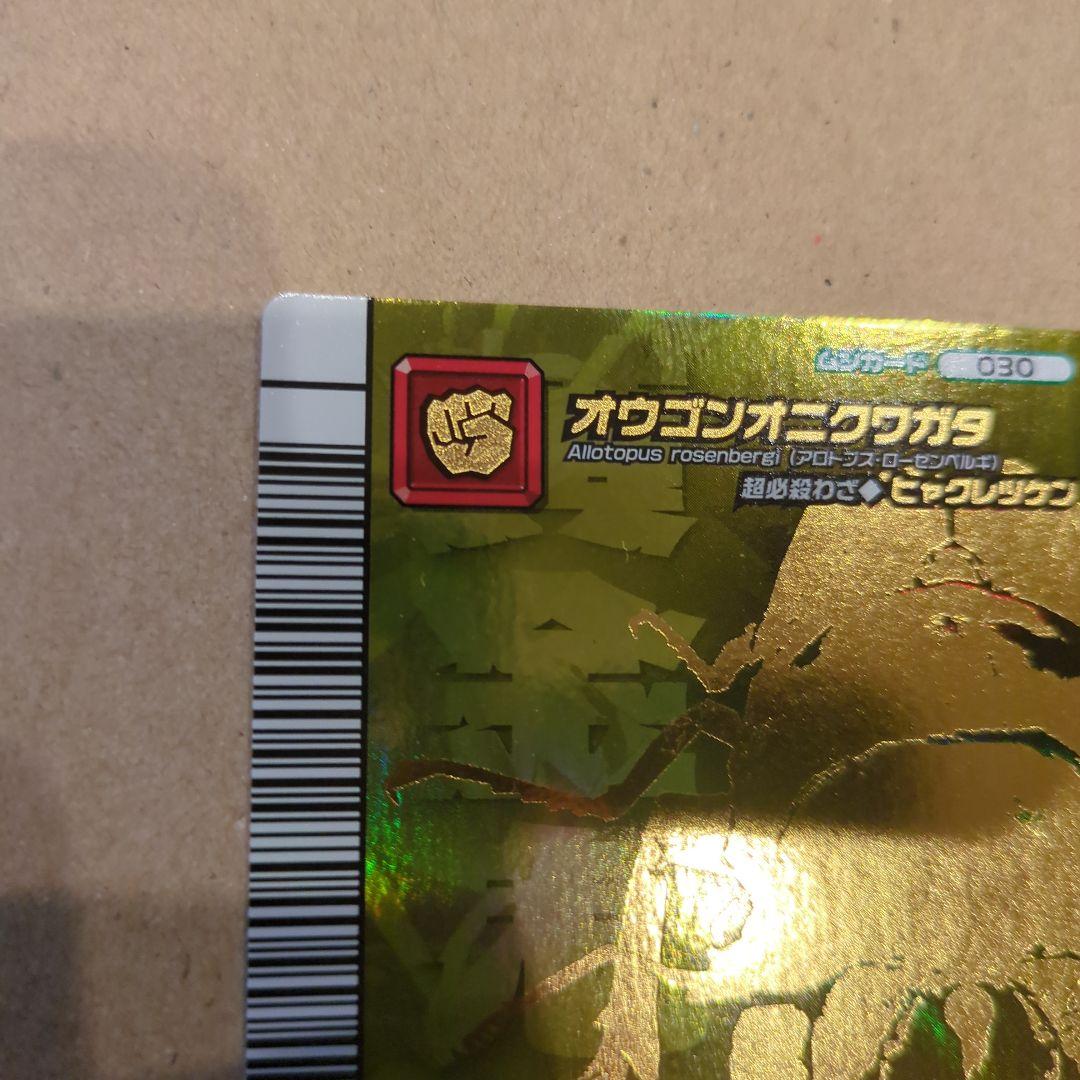 ムシカード 030
オウゴンオニクワガタ
Allotopus rosenbergi (アロトプス・ローゼンベルギ)
超必殺わざ◆ヒャクレツケン